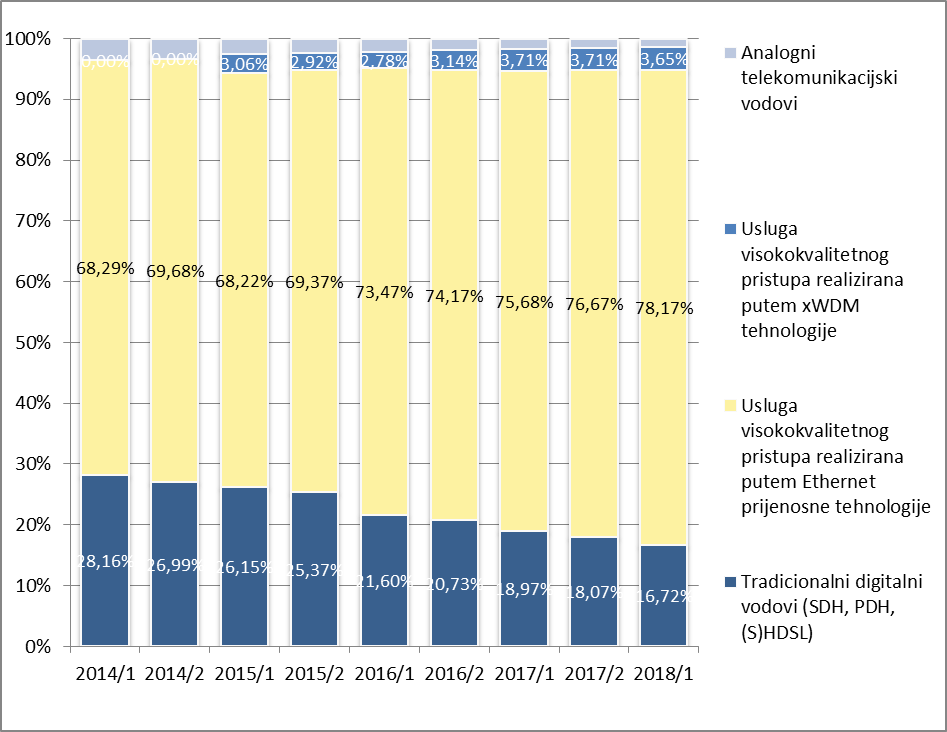 100%
90%
80%
70%
60%
50%
40%
30%
20%
10%
0%
0,00% 0,00% 3,06% 2,92% 2,78% 3,14% 3,71% 3,71% 3,65%
68,29% 69,68% 68,22% 69,37% 73,47% 74,17% 75,68% 76,67% 78,17%
28,16% 26,99% 26,15% 25,37% 21,60% 20,73% 18,97% 18,07% 16,72%
2014/1 2014/2 2015/1 2015/2 2016/1 2016/2 2017/1 2017/2 2018/1
Analogni
telekomunikacijski
vodovi
Usluga
visokokvalitetnog
pristupa realizirana
putem xWDM
tehnologije
Usluga
visokokvalitetnog
pristupa realizirana
putem Ethernet
prijenosne tehnologije
Tradicionalni digitalni
vodovi (SDH, PDH,
(S)HDSL)